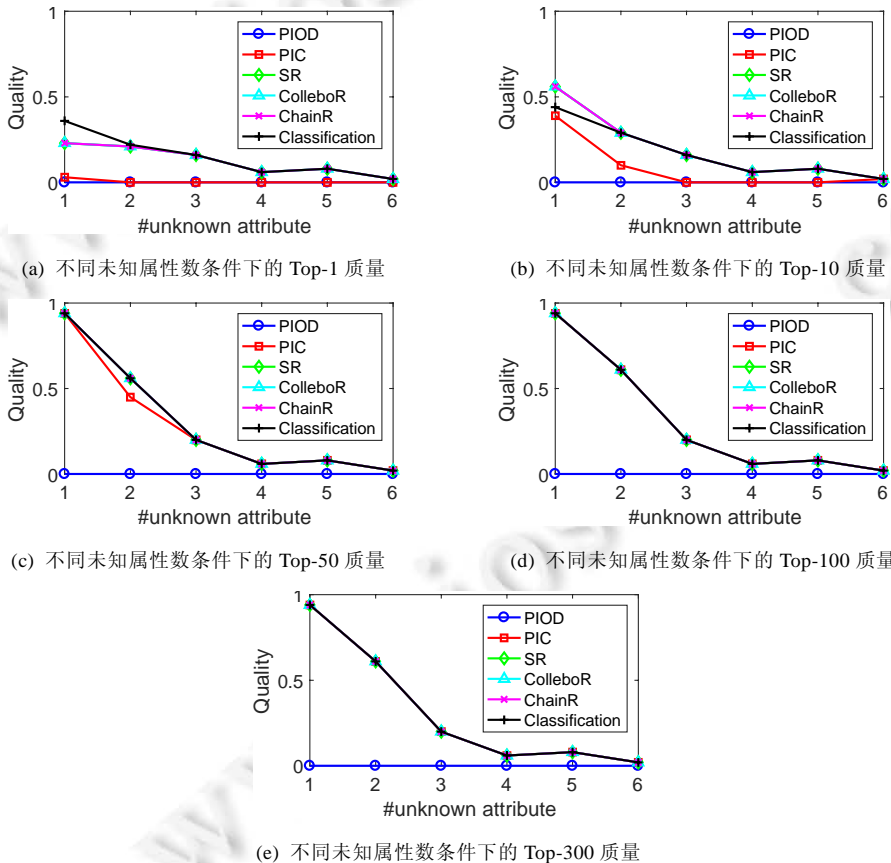 1
0.5
0
Quality
PIOD
PIC
SR
ColleboR
ChainR
Classification
1 2 3 4 5 6
#unknown attribute
(a) 不同未知属性数条件下的 Top-1 质量
1
0.5
0
Quality
PIOD
PIC
SR
ColleboR
ChainR
Classification
1 2 3 4 5 6
#unknown attribute
(b) 不同未知属性数条件下的 Top-10 质量
1
0.5
0
Quality
PIOD
PIC
SR
ColleboR
ChainR
Classification
1 2 3 4 5 6
#unknown attribute
(c) 不同未知属性数条件下的 Top-50 质量
1
0.5
0
Quality
PIOD
PIC
SR
ColleboR
ChainR
Classification
1 2 3 4 5 6
#unknown attribute
(d) 不同未知属性数条件下的 Top-100 质量
1
0.5
0
Quality
PIOD
PIC
SR
ColleboR
ChainR
Classification
1 2 3 4 5 6
#unknown attribute
(e) 不同未知属性数条件下的 Top-300 质量